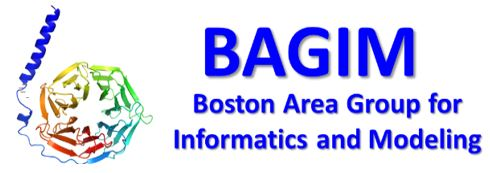 BAGIM
Boston Area Group for
Informatics and Modeling